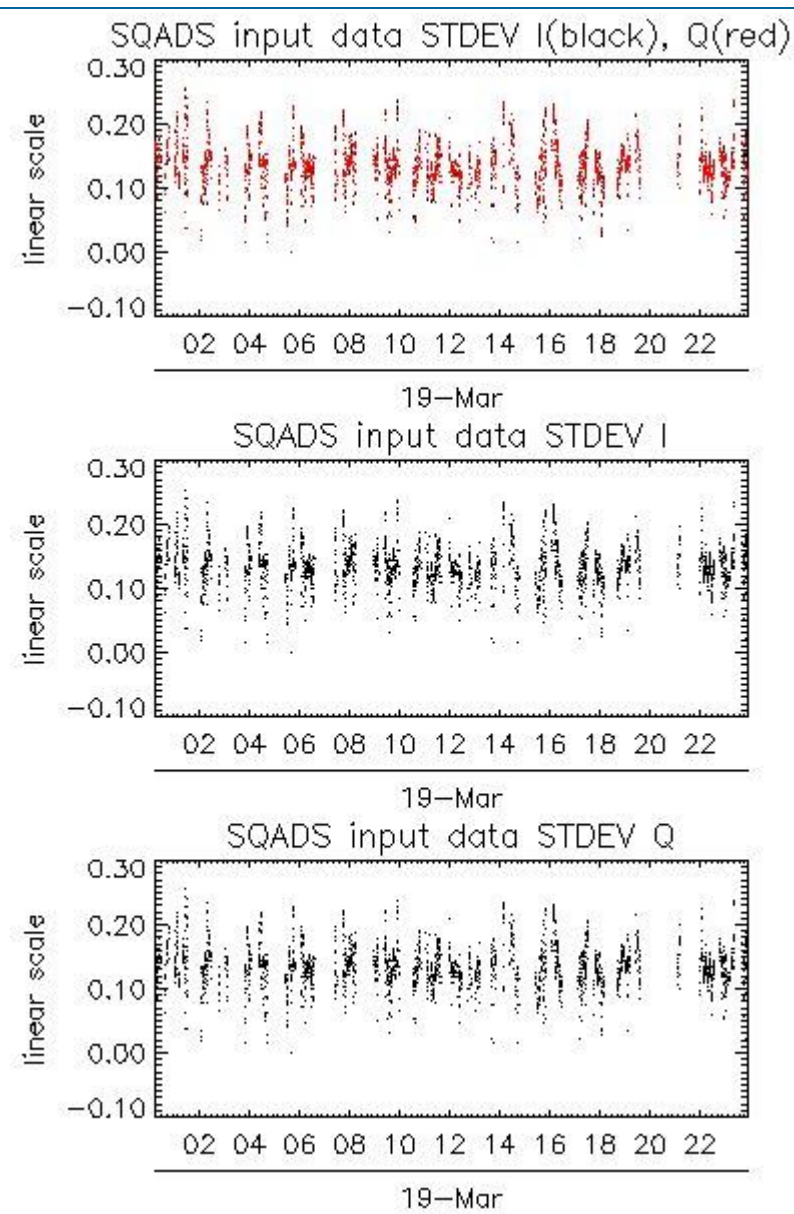 SQADS input data STDEV I(black), Q(red)
0.30
0.20
0.10
0.00
−0.10
linear scale
02 04 06 08 10 12 14 16 18 20 22
19−Mar
SQADS input data STDEV I
0.30
0.20
0.10
0.00
−0.10
linear scale
02 04 06 08 10 12 14 16 18 20 22
19−Mar
SQADS input data STDEV Q
0.30
0.20
0.10
0.00
−0.10
linear scale
02 04 06 08 10 12 14 16 18 20 22
19−Mar